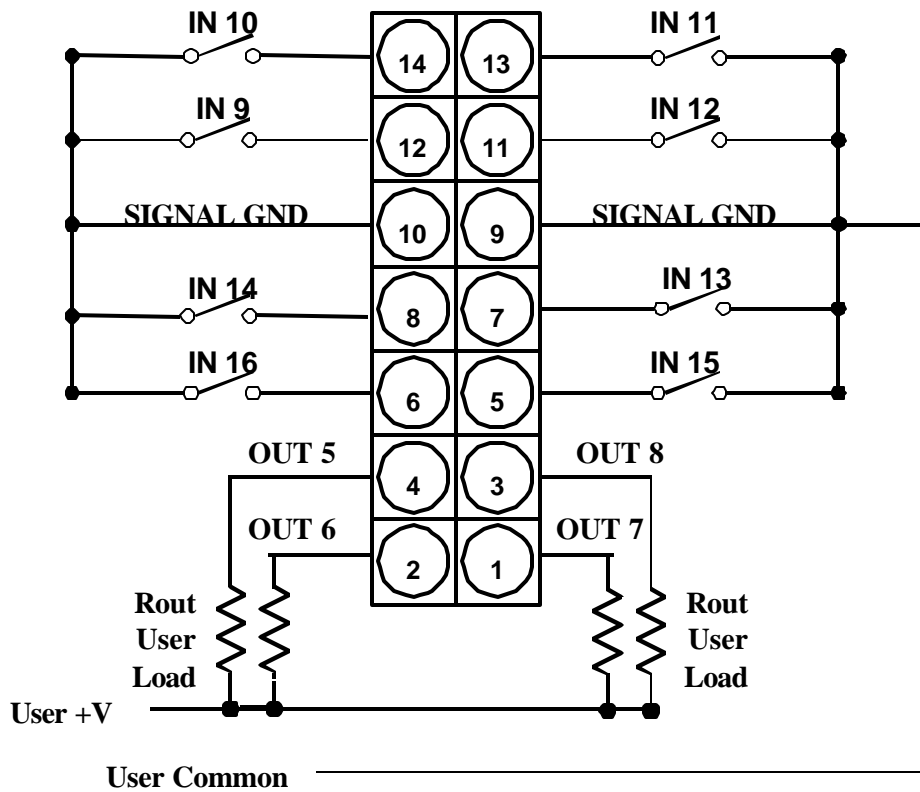 IN 10 IN 11
14 13
IN 9 IN 12
12 11
SIGNAL GND SIGNAL GND
10 9
IN 14 IN 13
8 7
IN 16 IN 15
6 5
OUT 5 OUT 8
4 3
OUT 6 OUT 7
2 1
Rout Rout
User User
Load Load
User +V
User Common